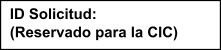 ID Solicitud:
(Reservado para la CIC)